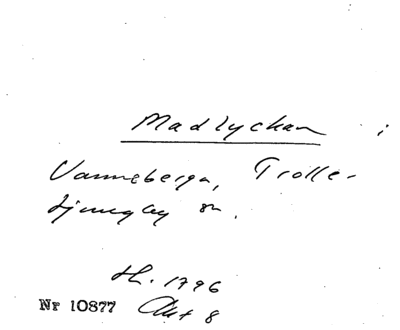 Madlyckan i
Vanneberga, Trolle-
Ljungby sn.
H. 1796
Nr 10877 Akt 8